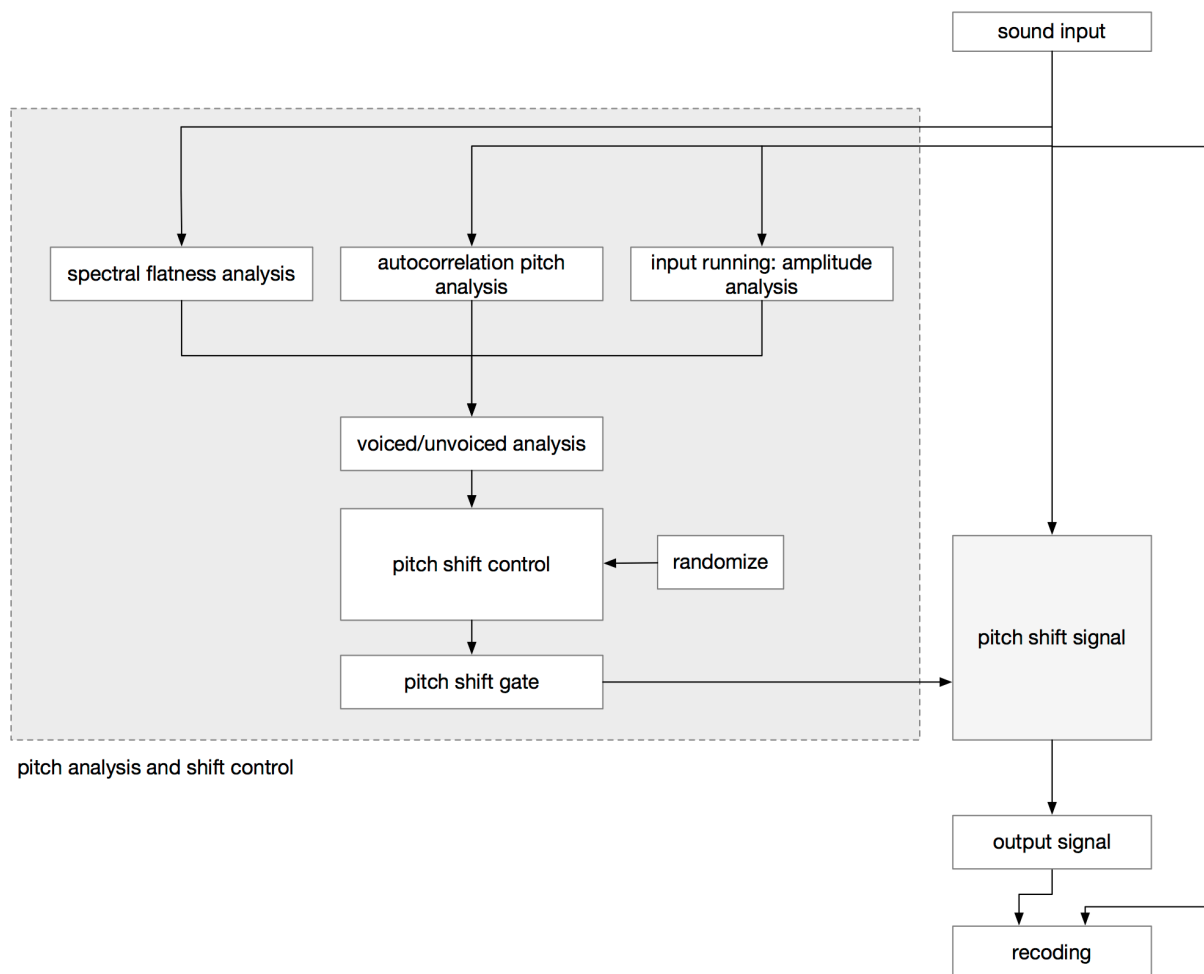 sound input
spectral flatness analysis
autocorrelation pitch
analysis
input running: amplitude
analysis
voiced/unvoiced analysis
pitch shift control
randomize
pitch shift signal
pitch shift gate
pitch analysis and shift control
output signal
recoding